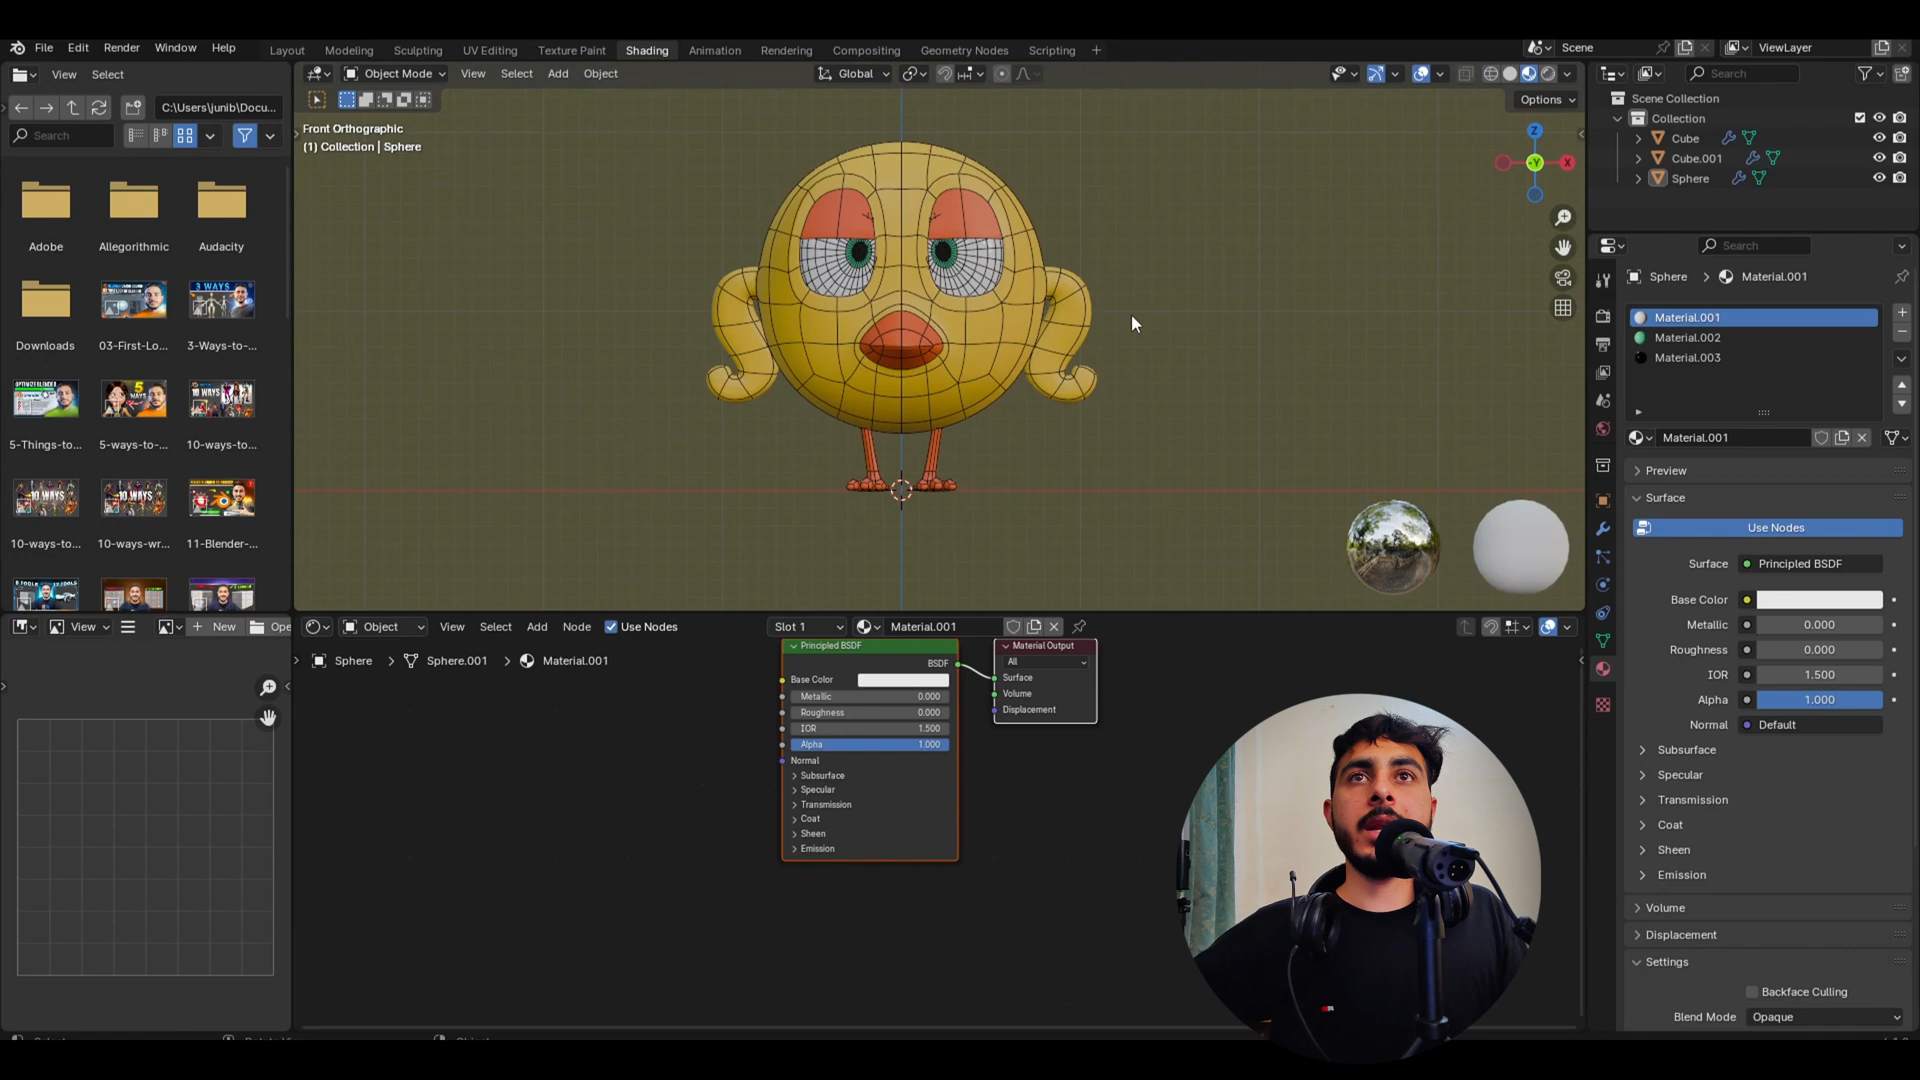 File Edit Render Window Help
Layout Modeling Sculpting UV Editing Texture Paint Shading Animation Rendering Compositing Geometry Nodes Scripting +
Scene
ViewLayer
View Select
C:\Users\junib\Docu...
Search
Adobe Allegorithmic Audacity
Downloads 03-First-Lo... 3-Ways-to-...
5-Things-to... 5-ways-to-... 10-ways-to...
10-ways-to... 10-ways-wr... 11-Blender-...
Object Mode View Select Add Object
Global
Options
Front Orthographic
(1) Collection | Sphere
Z
-Y
X
Search
Scene Collection
Collection
Cube
Cube.001
Sphere
Search
Sphere > Material.001
Material.001
Material.002
Material.003
Material.001
Preview
Surface
Use Nodes
Surface Principled BSDF
Base Color
Metallic 0.000
Roughness 0.000
IOR 1.500
Alpha 1.000
Normal Default
Subsurface
Specular
Transmission
Coat
Sheen
Emission
Volume
Displacement
Settings
Backface Culling
Blend Mode Opaque
View
New
Ope
Object View Select Add Node Use Nodes
Slot 1
Material.001
Sphere > Sphere.001 > Material.001
Principled BSDF
BSDF
Base Color
Metallic 0.000
Roughness 0.000
IOR 1.500
Alpha 1.000
Normal
Subsurface
Specular
Transmission
Coat
Sheen
Emission
Material Output
All
Surface
Volume
Displacement